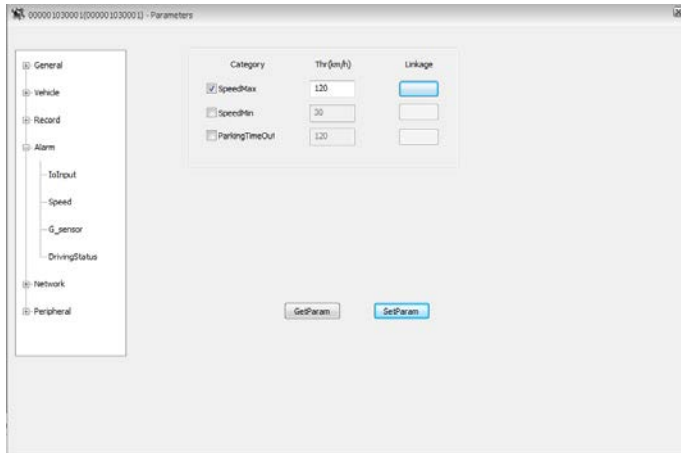 000001030001(000001030001) - Parameters
General
Vehicle
Record
Alarm
IoInput
Speed
G_sensor
DrivingStatus
Network
Peripheral
Category Thr(km/h) Linkage
SpeedMax 120
SpeedMin 30
ParkingTimeOut 120
GetParam SetParam